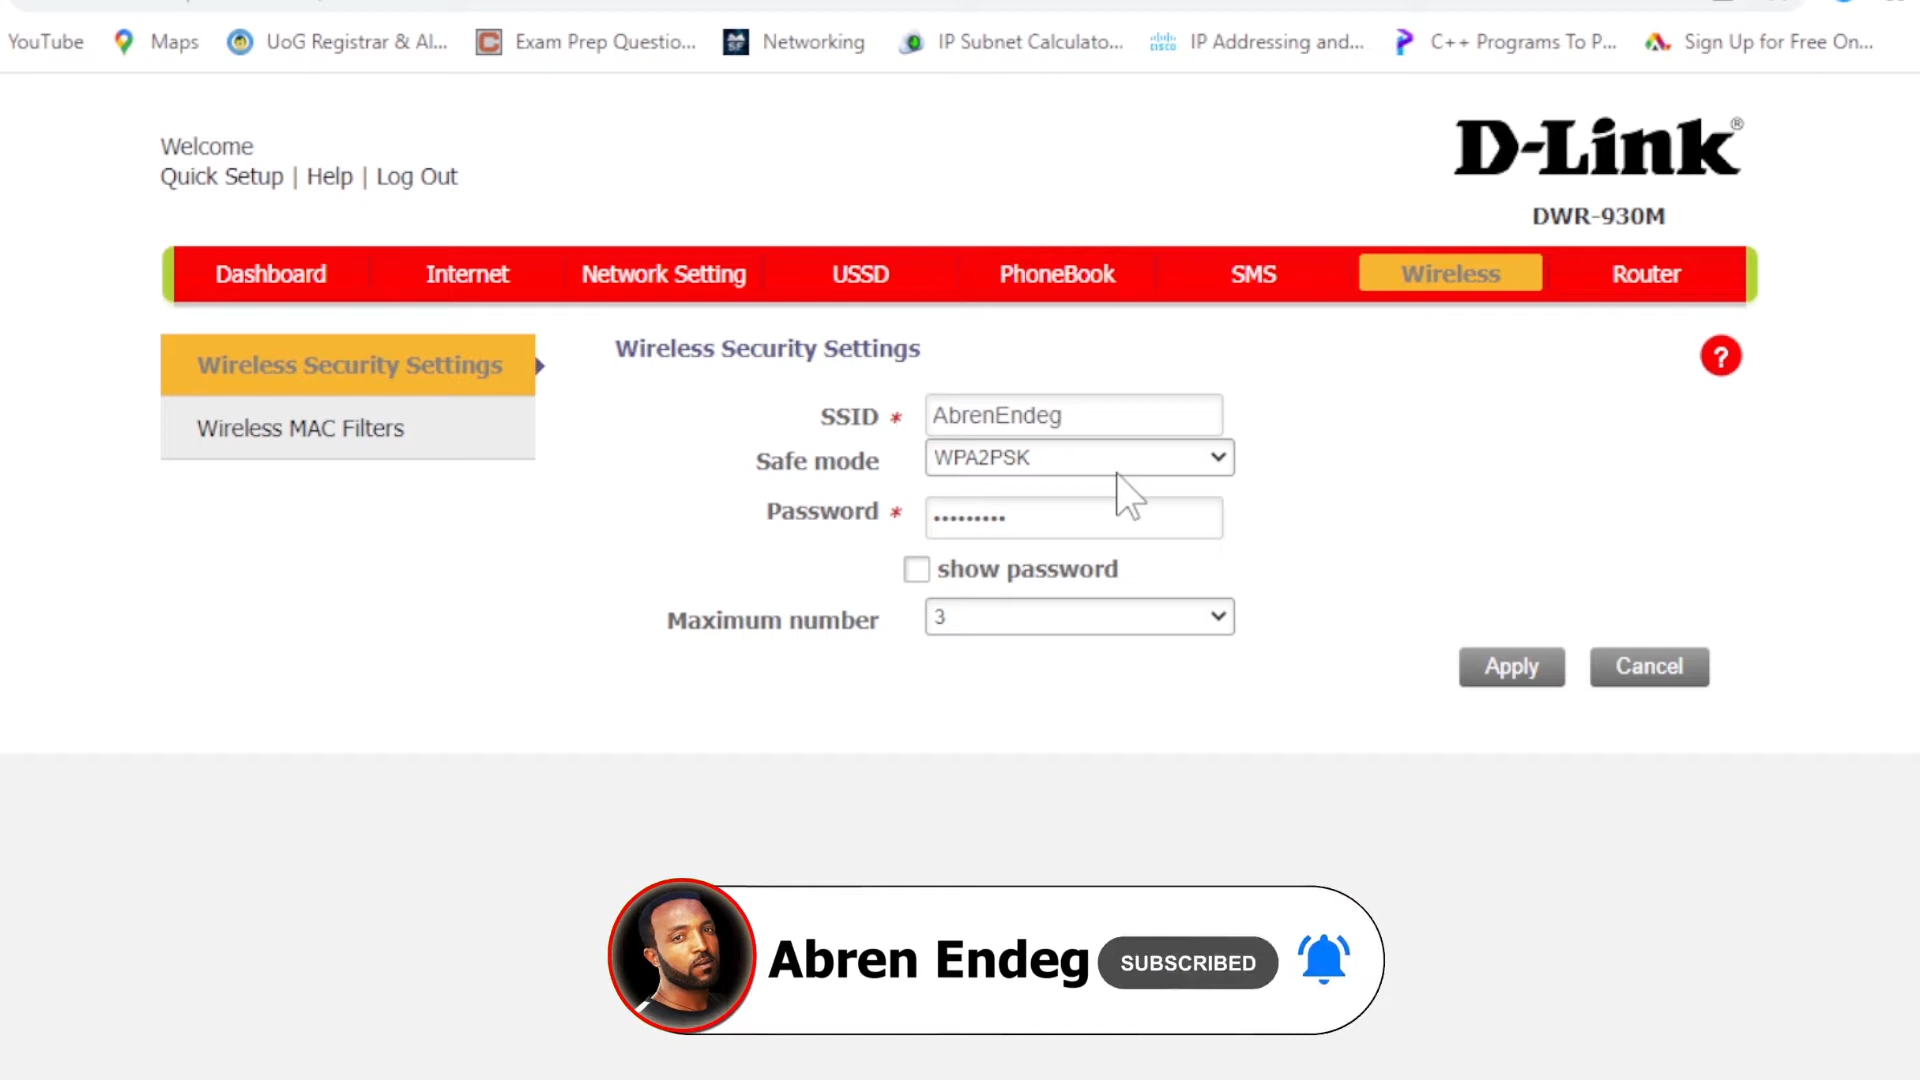 YouTube Maps UoG Registrar & Al... Exam Prep Questio... Networking IP Subnet Calculato... IP Addressing and... C++ Programs To P... Sign Up for Free On...
Welcome
Quick Setup | Help | Log Out
D-Link®
DWR-930M
Dashboard Internet Network Setting USSD PhoneBook SMS Wireless Router
Wireless Security Settings
Wireless MAC Filters
Wireless Security Settings
?
SSID * AbrenEndeg
Safe mode WPA2PSK
Password * •••••••••
show password
Maximum number 3
Apply Cancel
Abren Endeg SUBSCRIBED